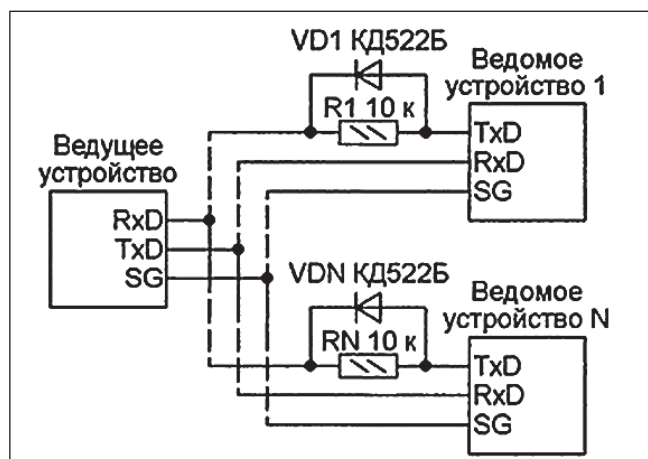 VD1 КД522Б
R1 10 к
Ведомое
устройство 1
TxD
RxD
SG
Ведущее
устройство
RxD
TxD
SG
VDN КД522Б
RN 10 к
Ведомое
устройство N
TxD
RxD
SG